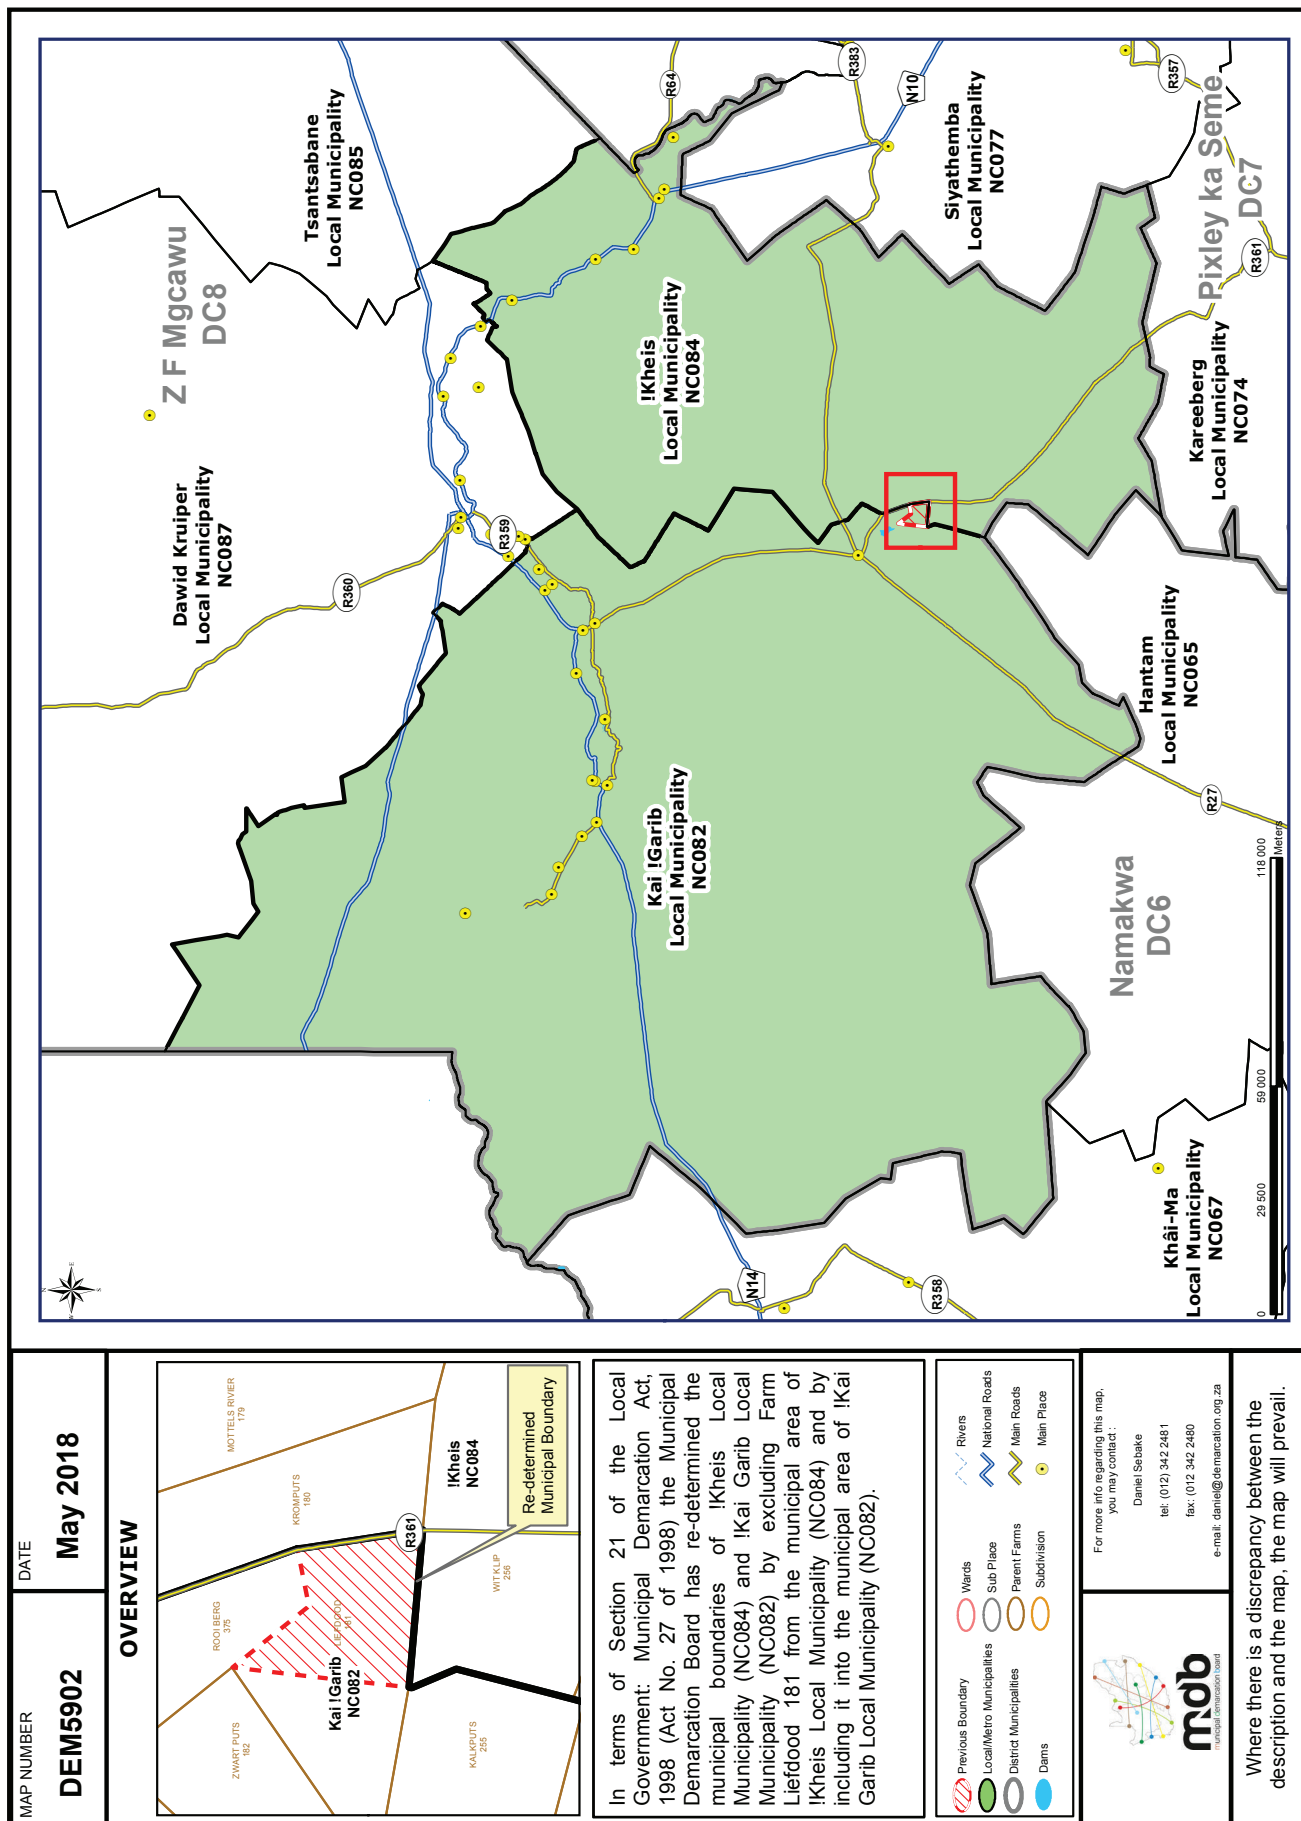 MAP NUMBER
DEM5902
DATE
May 2018
OVERVIEW
MOTTELS RIVIER
179
KROMPUTS
180
ROOI BERG
375
LIEFDOOD
181
ZWART PUTS
182
Kai !Garib
NC082
R361
!Kheis
NC084
WIT KLIP
256
KALKPUTS
255
Re-determined
Municipal Boundary
In terms of Section 21 of the Local
Government: Municipal Demarcation Act,
1998 (Act No. 27 of 1998) the Municipal
Demarcation Board has re-determined the
municipal boundaries of !Kheis Local
Municipality (NC084) and !Kai Garib Local
Municipality (NC082) by excluding Farm
Liefdood 181 from the municipal area of
!Kheis Local Municipality (NC084) and by
including it into the municipal area of !Kai
Garib Local Municipality (NC082).
Previous Boundary
Local/Metro Municipalities
District Municipalities
Dams
Wards
Sub Place
Parent Farms
Subdivision
Rivers
National Roads
Main Roads
Main Place
mdb
municipal demarcation board
For more info regarding this map,
you may contact :
Daniel Sebake
tel: (012) 342 2481
fax: (012 342 2480
e-mail: daniel@demarcation.org.za
Where there is a discrepancy between the
description and the map, the map will prevail.
N
E
S
W
Z F Mgcawu
DC8
Tsantsabane
Local Municipality
NC085
Dawid Kruiper
Local Municipality
NC087
R360
R359
R64
R383
N10
R357
Siyathemba
Local Municipality
NC077
Pixley ka Seme
DC7
R361
!Kheis
Local Municipality
NC084
Kareeberg
Local Municipality
NC074
Kai !Garib
Local Municipality
NC082
Hantam
Local Municipality
NC065
R27
Namakwa
DC6
N14
R358
Khâi-Ma
Local Municipality
NC067
0
29 500
59 000
118 000
Meters